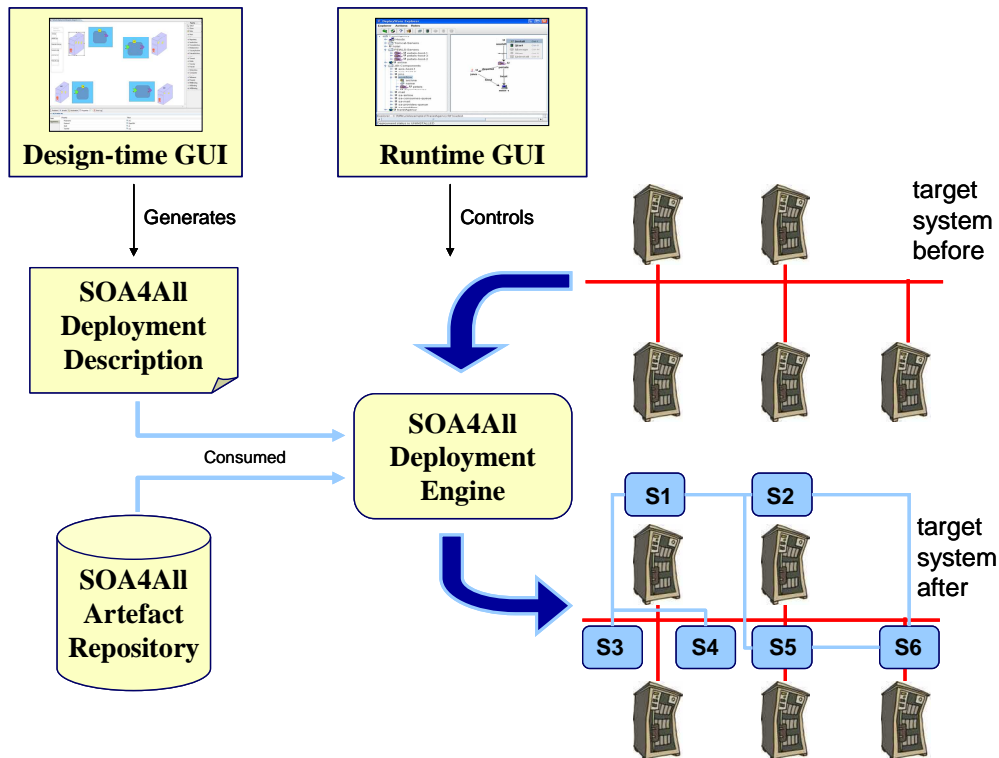 Design-time GUI
Runtime GUI
Generates
Controls
target
system
before
SOA4All
Deployment
Description
SOA4All
Deployment
Engine
Consumed
SOA4All
Artefact
Repository
S1
S2
target
system
after
S3
S4
S5
S6